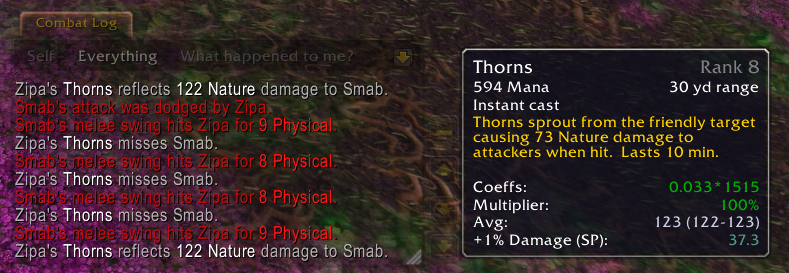 Combat Log
Self Everything What happened to me?
Zipa's Thorns reflects 122 Nature damage to Smab.
Smab's attack was dodged by Zipa.
Smab's melee swing hits Zipa for 9 Physical.
Zipa's Thorns misses Smab.
Smab's melee swing hits Zipa for 8 Physical.
Zipa's Thorns misses Smab.
Smab's melee swing hits Zipa for 8 Physical.
Zipa's Thorns misses Smab.
Smab's melee swing hits Zipa for 9 Physical.
Zipa's Thorns reflects 122 Nature damage to Smab.
Thorns Rank 8
594 Mana 30 yd range
Instant cast
Thorns sprout from the friendly target
causing 73 Nature damage to
attackers when hit. Lasts 10 min.
Coeffs: 0.033*1515
Multiplier: 100%
Avg: 123 (122-123)
+1% Damage (SP): 37.3